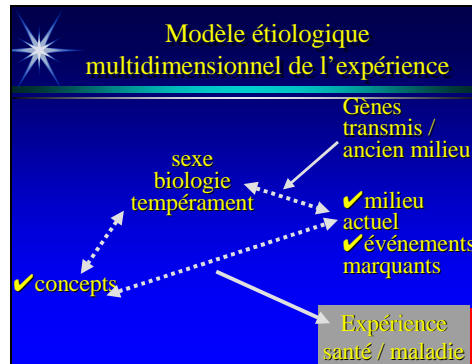 Modèle étiologique
multidimensionnel de l’expérience
Gènes
transmis /
ancien milieu
sexe
biologie
tempérament
✔milieu
actuel
✔événements
marquants
✔concepts
Expérience
santé / maladie